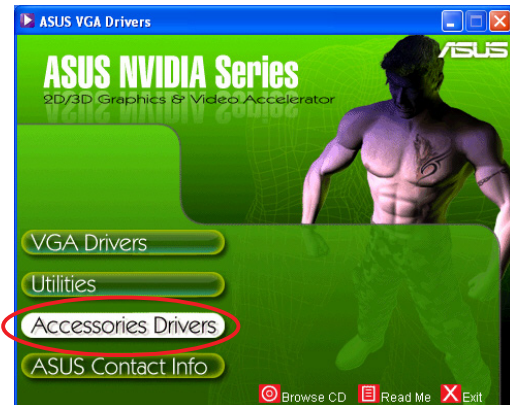 ASUS VGA Drivers
ASUS
ASUS NVIDIA Series
2D/3D Graphics & Video Accelerator
VGA Drivers
Utilities
Accessories Drivers
ASUS Contact Info
Browse CD Read Me X Exit